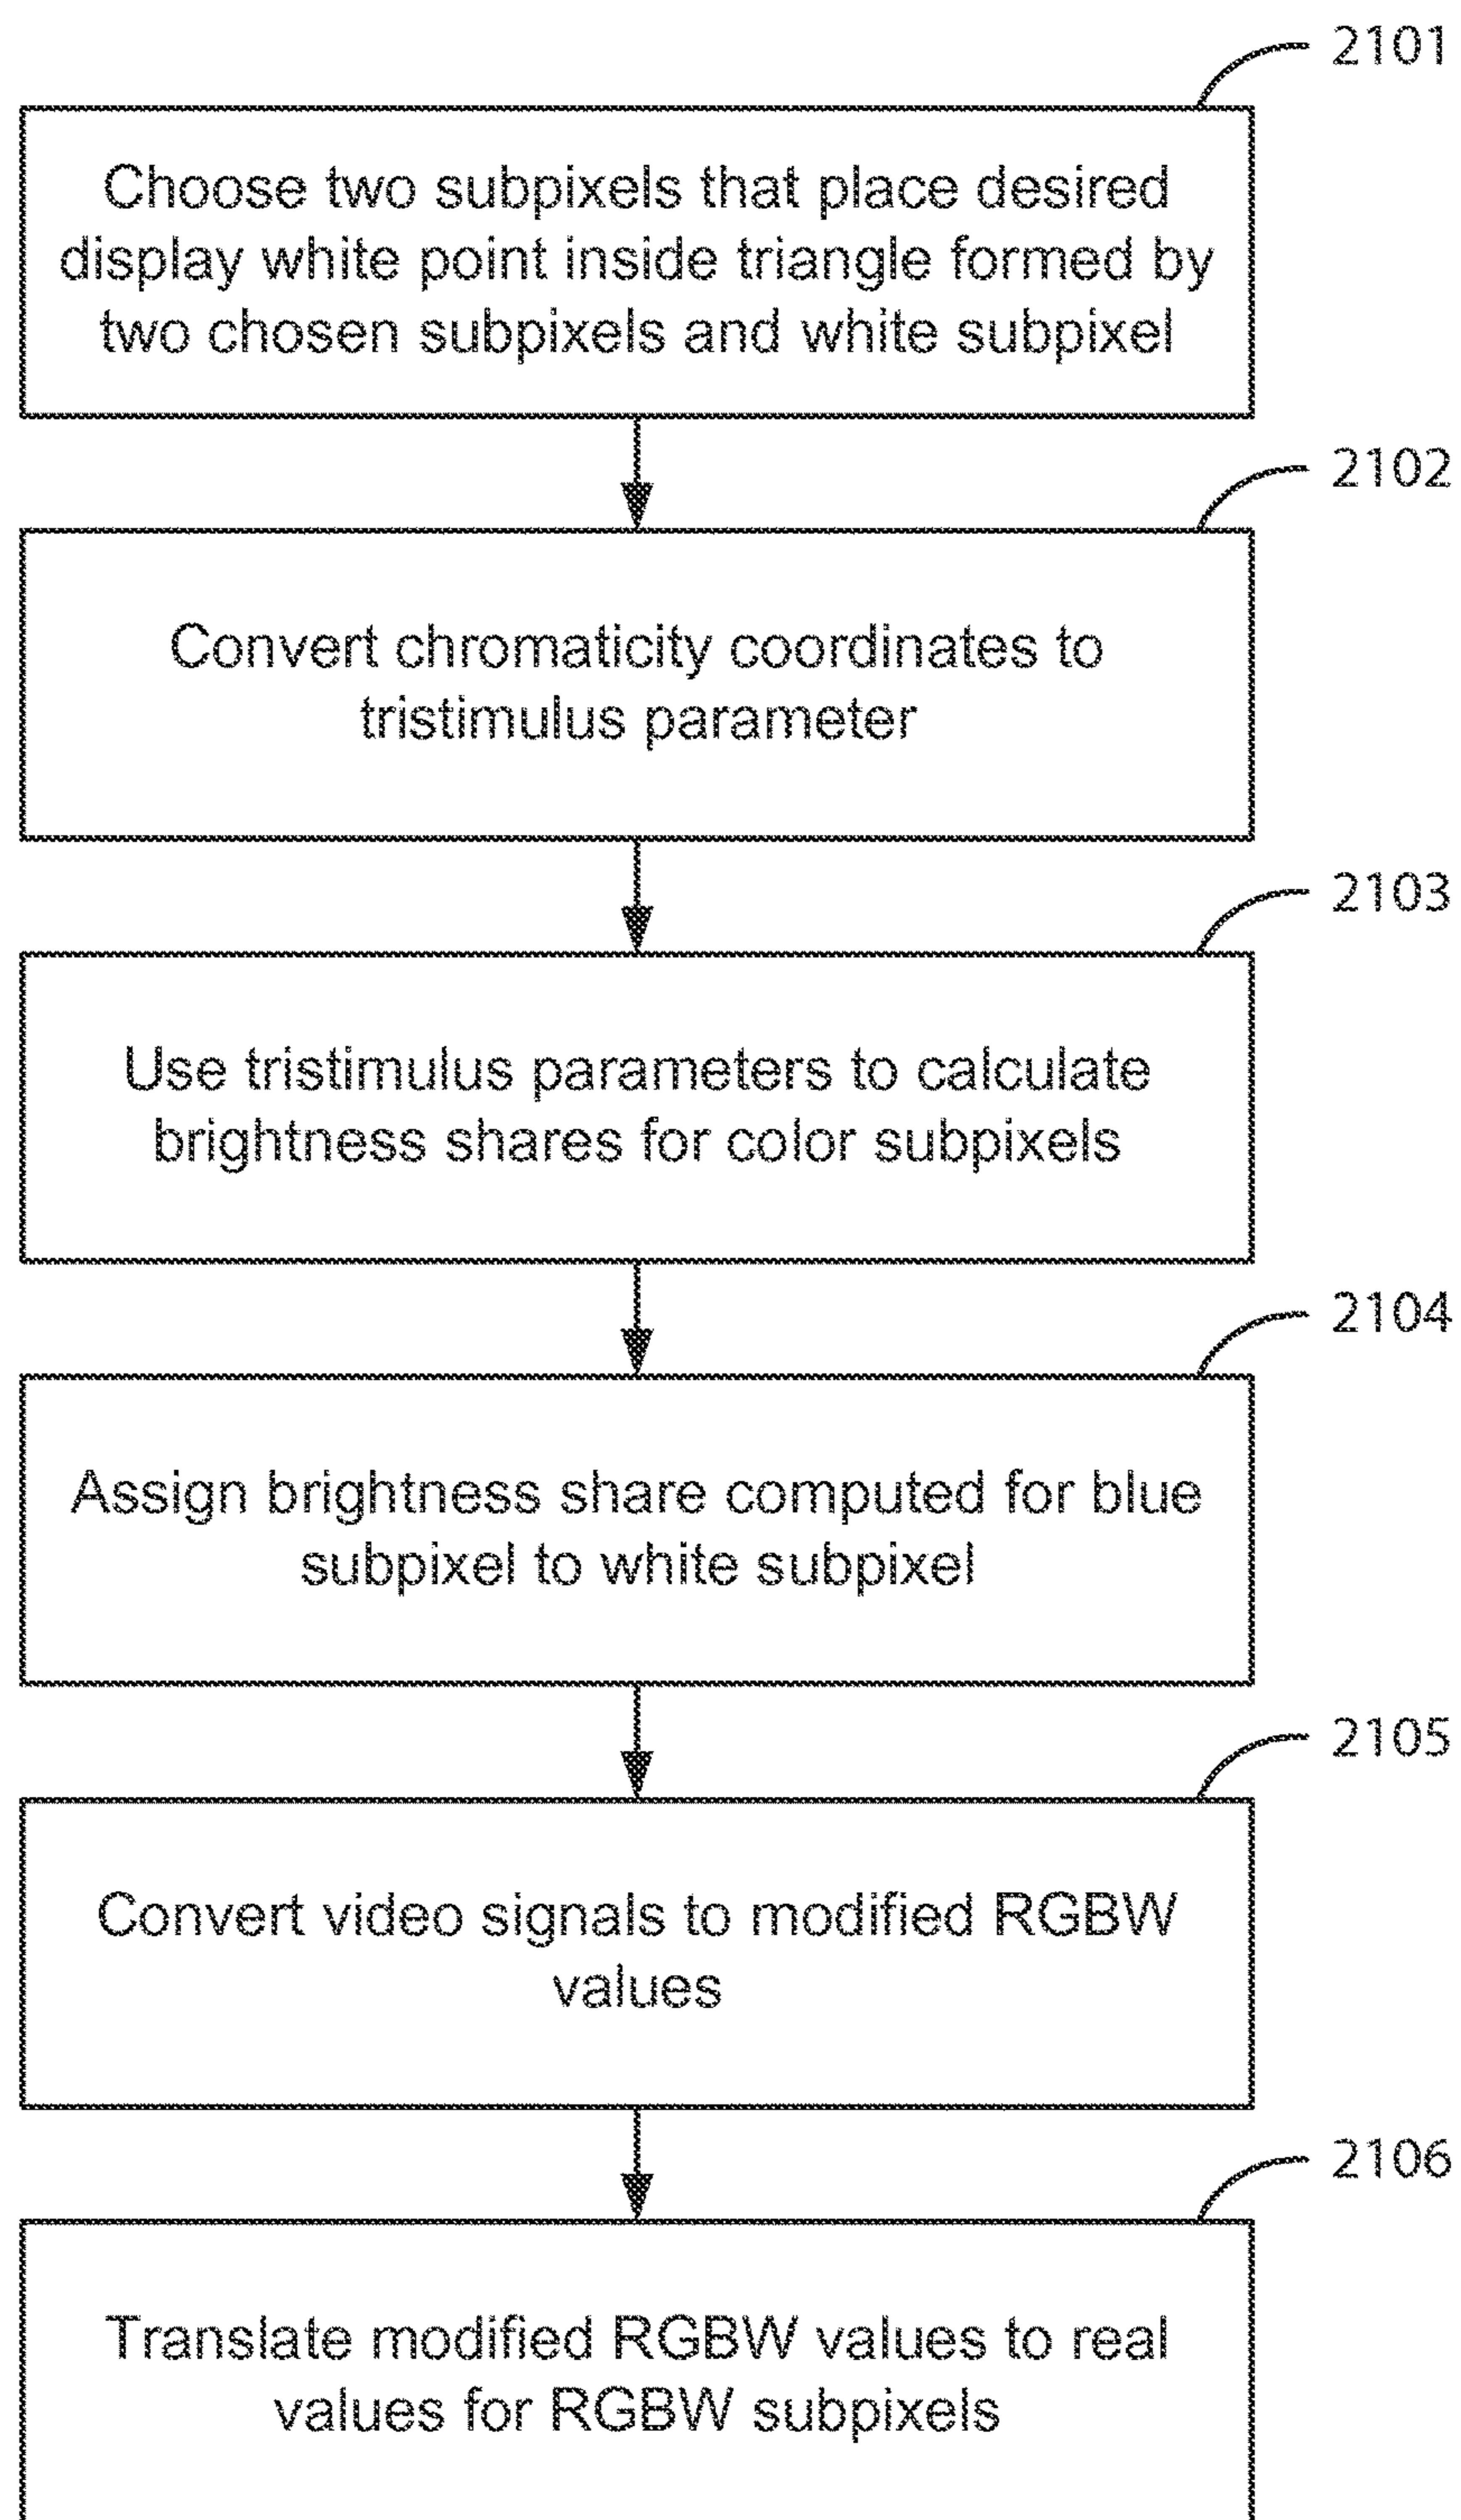 2101
Choose two subpixels that place desired
display white point inside triangle formed by
two chosen subpixels and white subpixel
2102
Convert chromaticity coordinates to
tristimulus parameter
2103
Use tristimulus parameters to calculate
brightness shares for color subpixels
2104
Assign brightness share computed for blue
subpixel to white subpixel
2105
Convert video signals to modified RGBW
values
2106
Translate modified RGBW values to real
values for RGBW subpixels